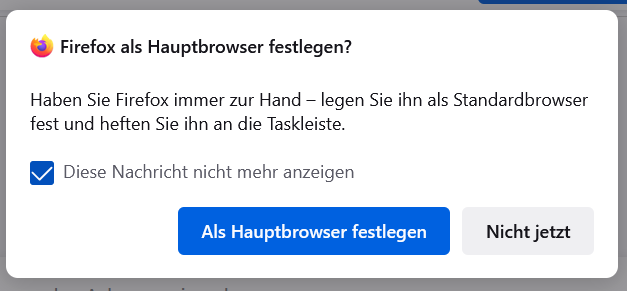 Firefox als Hauptbrowser festlegen?
Haben Sie Firefox immer zur Hand – legen Sie ihn als Standardbrowser
fest und heften Sie ihn an die Taskleiste.
Diese Nachricht nicht mehr anzeigen
Als Hauptbrowser festlegen
Nicht jetzt